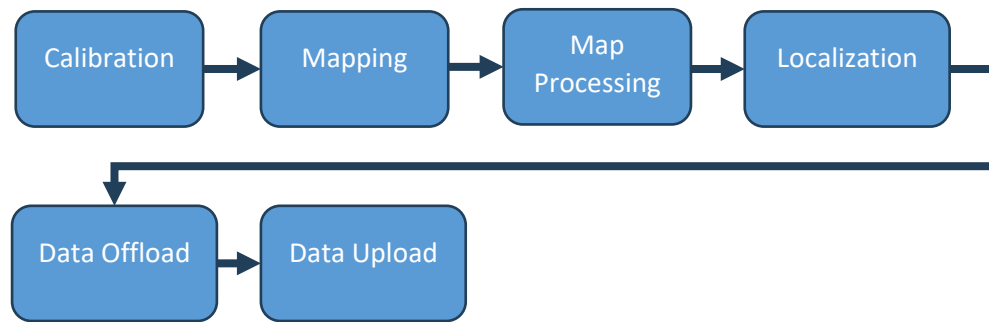 Calibration
Mapping
Map
Processing
Localization
Data Offload
Data Upload